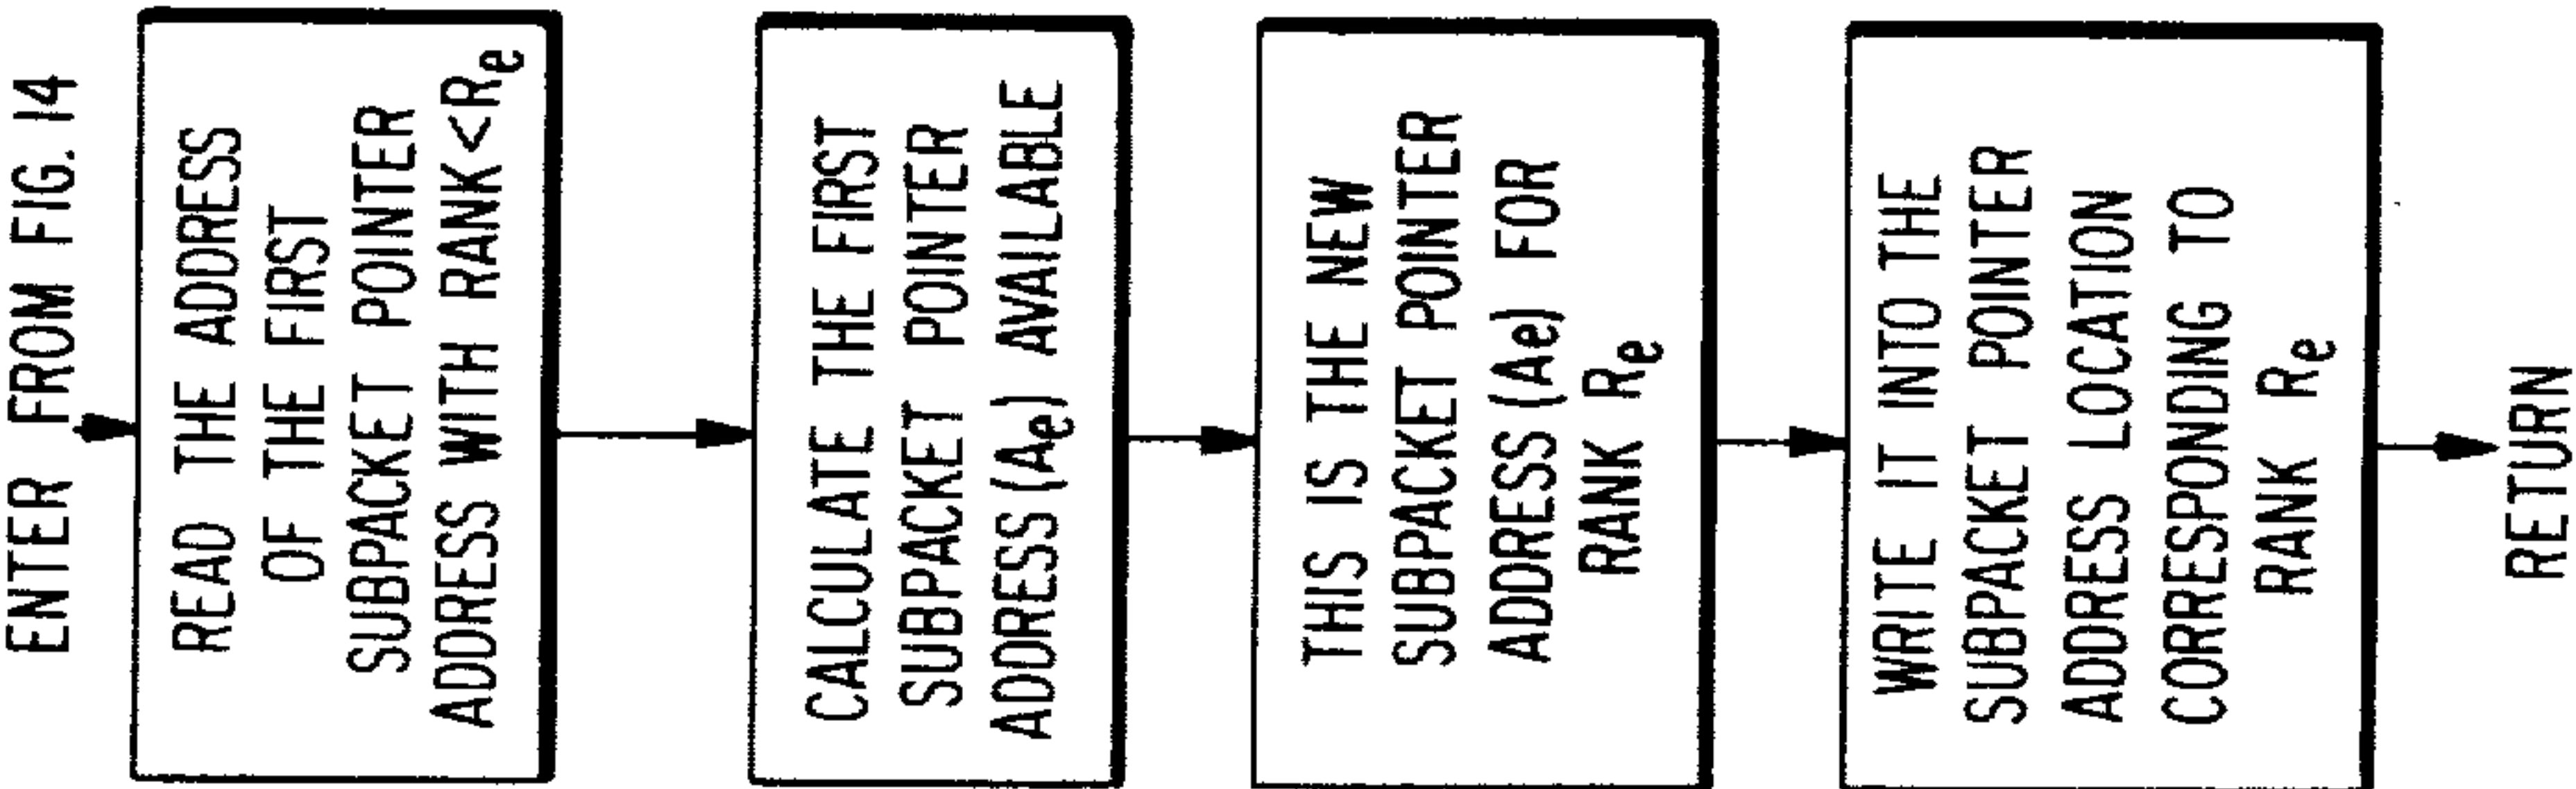 ENTER FROM FIG. 14
READ THE ADDRESS
OF THE FIRST
SUBPACKET POINTER
ADDRESS WITH RANK<Re
CALCULATE THE FIRST
SUBPACKET POINTER
ADDRESS (Ae) AVAILABLE
THIS IS THE NEW
SUBPACKET POINTER
ADDRESS (Ae) FOR
RANK Re
WRITE IT INTO THE
SUBPACKET POINTER
ADDRESS LOCATION
CORRESPONDING TO
RANK Re
RETURN